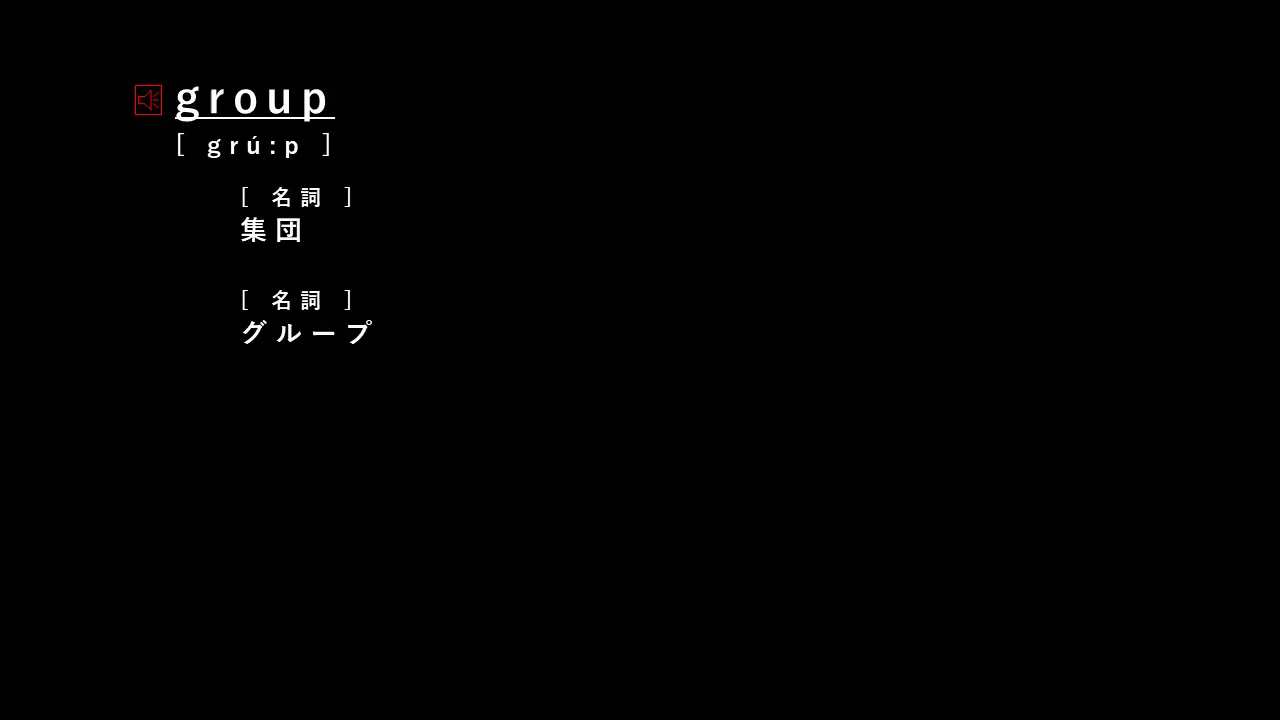 group
[ grú:p ]
[ 名詞 ]
集団
[ 名詞 ]
グループ